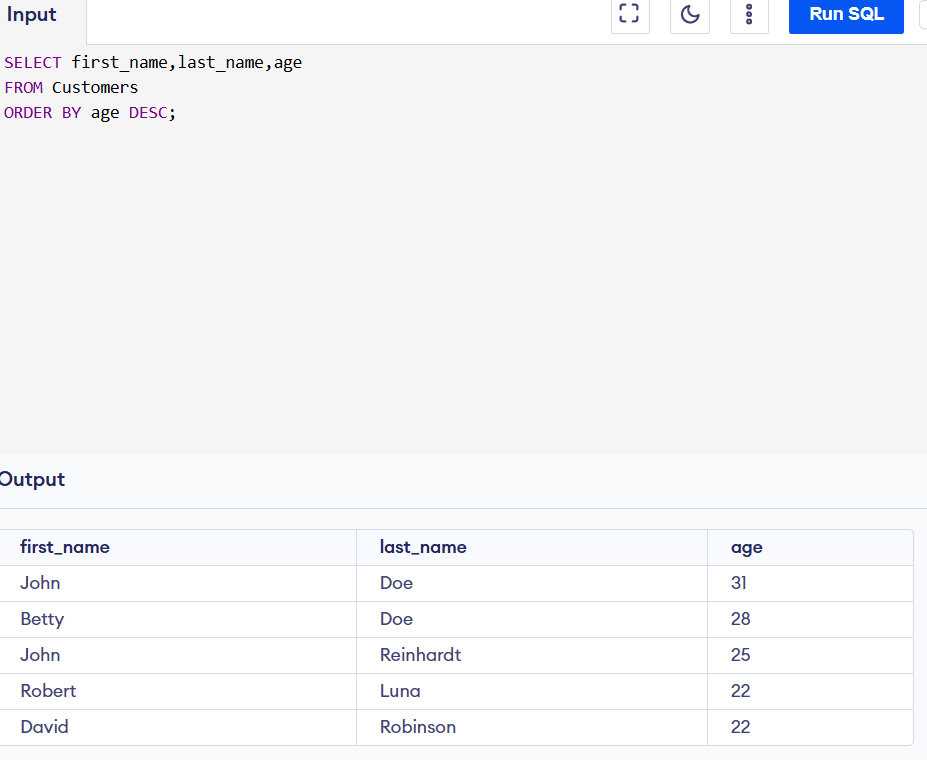 Input
Run SQL
SELECT first_name,last_name,age
FROM Customers
ORDER BY age DESC;
Output
first_name last_name age
John Doe 31
Betty Doe 28
John Reinhardt 25
Robert Luna 22
David Robinson 22